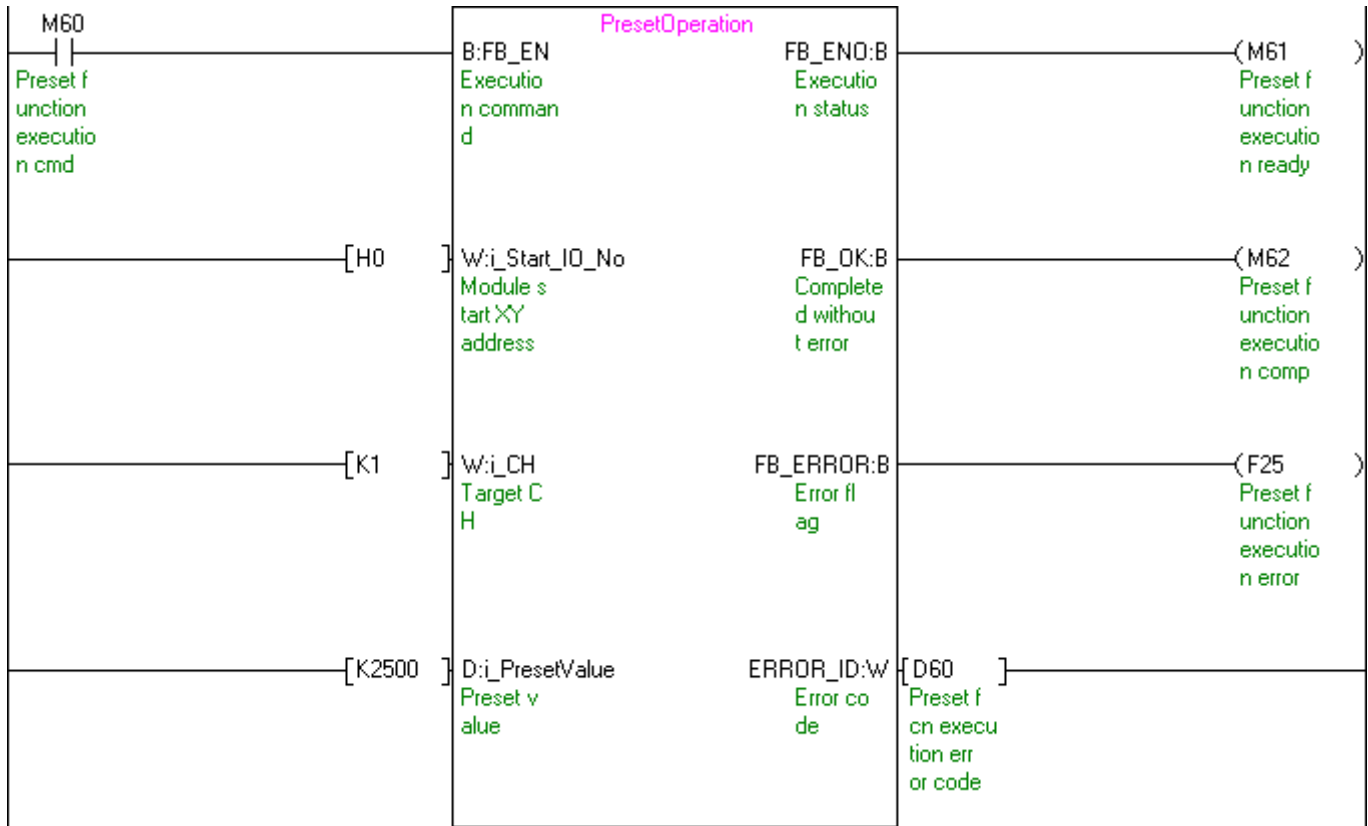 M60
PresetOperation
B:FB_EN
FB_ENO:B
(M61 )
Preset f
unction
executio
n cmd
Executio
n comman
d
Executio
n status
Preset f
unction
executio
n ready
[H0 ]
W:i_Start_IO_No
FB_OK:B
(M62 )
Module s
tart XY
address
Complete
d withou
t error
Preset f
unction
executio
n comp
[K1 ]
W:i_CH
FB_ERROR:B
(F25 )
Target C
H
Error fl
ag
Preset f
unction
executio
n error
[K2500 ]
D:i_PresetValue
ERROR_ID:W
[D60 ]
Preset v
alue
Error co
de
Preset f
cn execu
tion err
or code